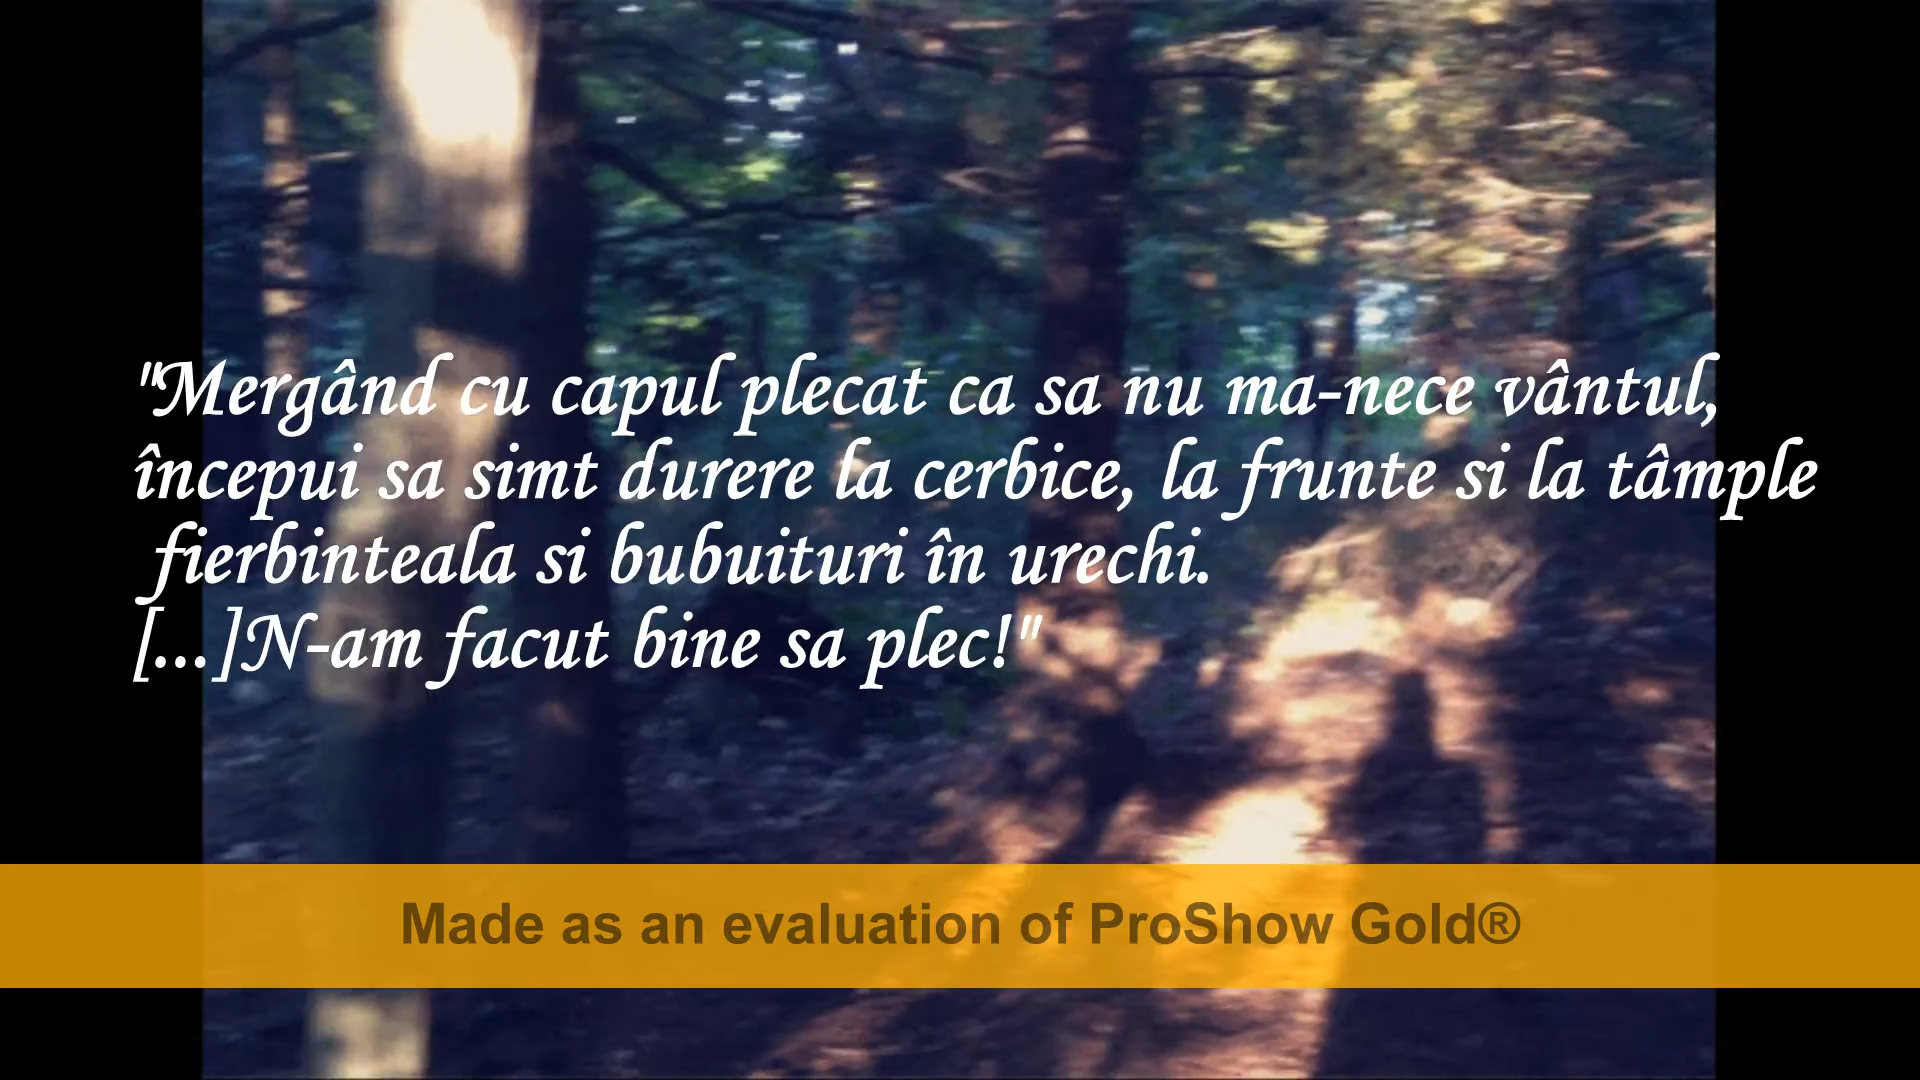 "Mergând cu capul plecat ca sa nu ma-nece vântul,
începui sa simt durere la cerbice, la frunte si la tâmple
fierbinteala si bubuituri în urechi.
[...]N-am facut bine sa plec!"
Made as an evaluation of ProShow Gold®